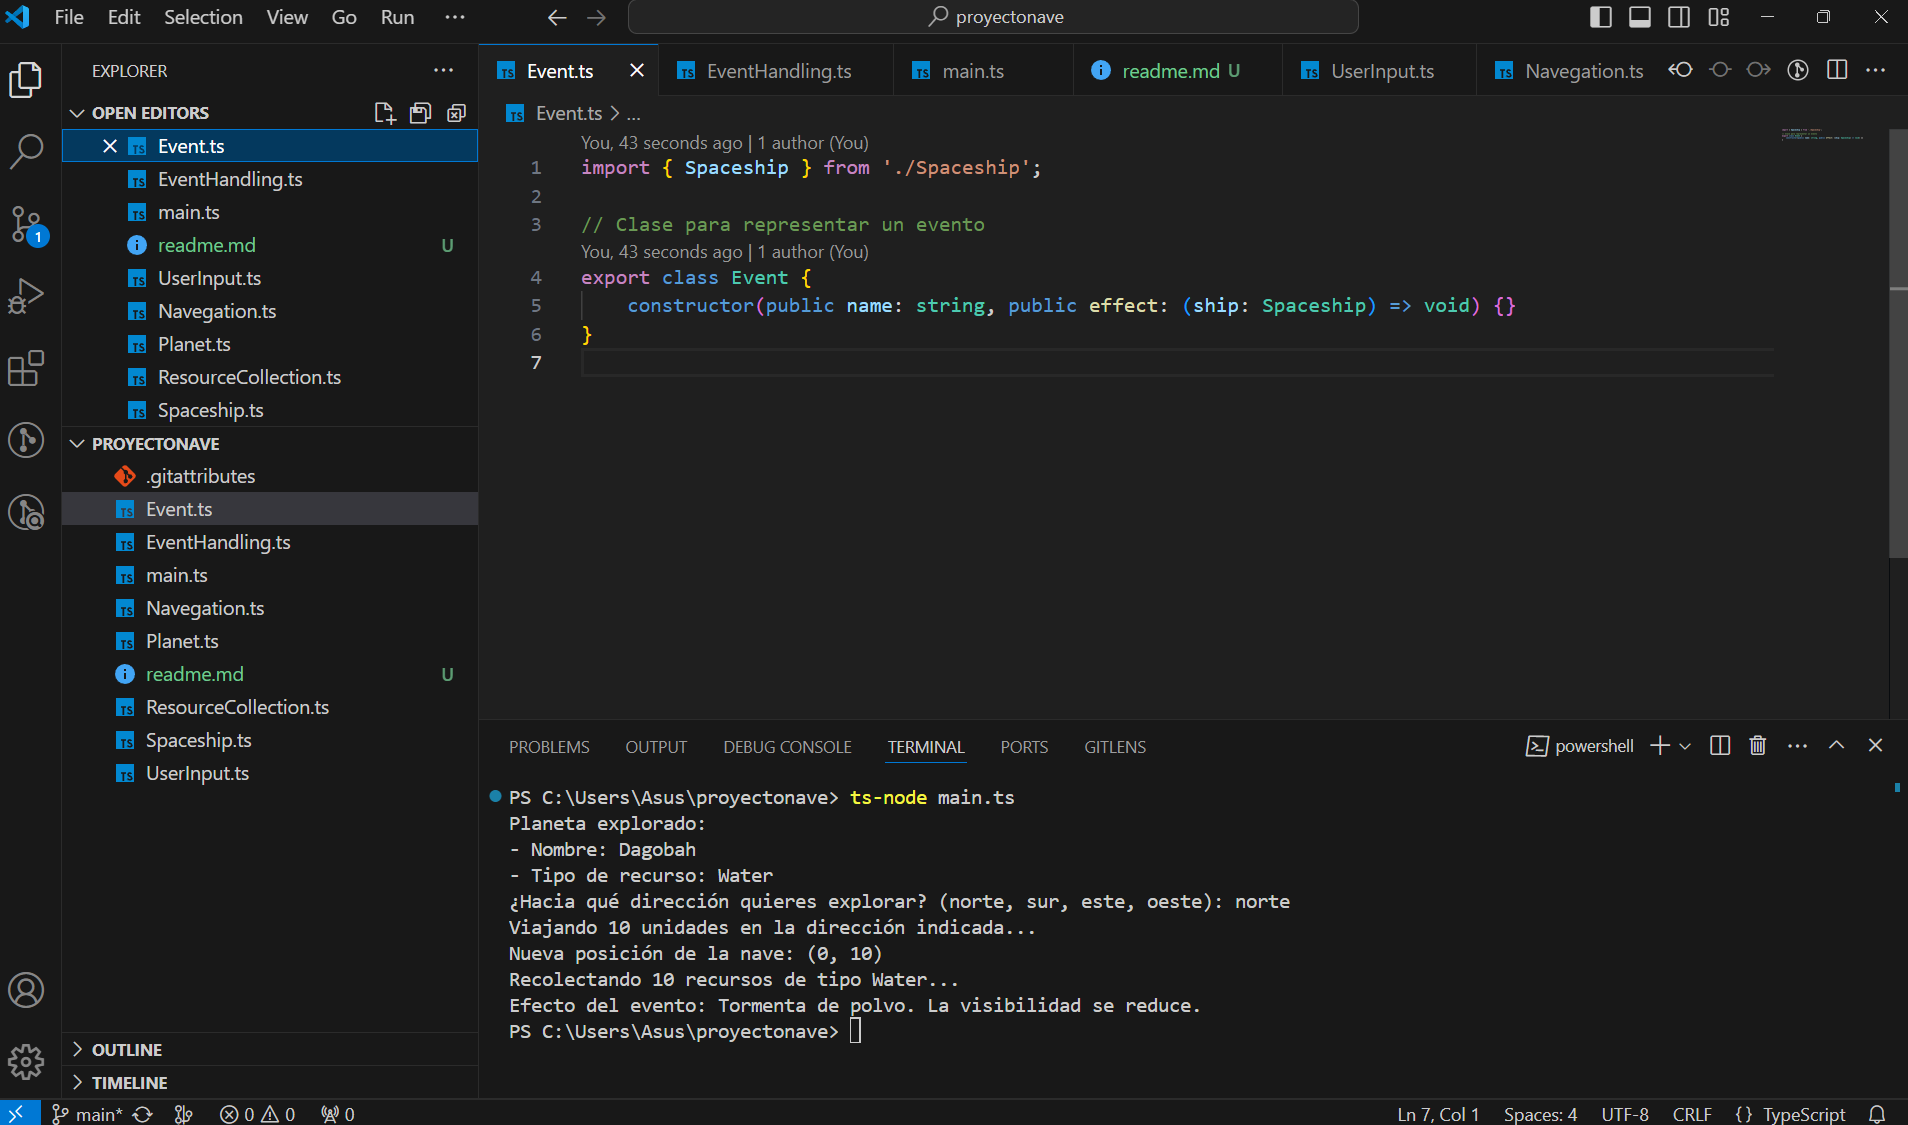 File Edit Selection View Go Run ···
proyectonave
EXPLORER
OPEN EDITORS
Event.ts
EventHandling.ts
main.ts
readme.md U
UserInput.ts
Navegation.ts
Planet.ts
ResourceCollection.ts
Spaceship.ts
PROYECTONAVE
.gitattributes
Event.ts
EventHandling.ts
main.ts
Navegation.ts
Planet.ts
readme.md U
ResourceCollection.ts
Spaceship.ts
UserInput.ts
OUTLINE
TIMELINE
1
Event.ts EventHandling.ts main.ts readme.md U UserInput.ts Navegation.ts
Event.ts > ...
You, 43 seconds ago | 1 author (You)
1 import { Spaceship } from './Spaceship';
2
3 // Clase para representar un evento
You, 43 seconds ago | 1 author (You)
4 export class Event {
5 constructor(public name: string, public effect: (ship: Spaceship) => void) {}
6 }
7
PROBLEMS OUTPUT DEBUG CONSOLE TERMINAL PORTS GITLENS
powershell
PS C:\Users\Asus\proyectonave> ts-node main.ts
Planeta explorado:
- Nombre: Dagobah
- Tipo de recurso: Water
¿Hacia qué dirección quieres explorar? (norte, sur, este, oeste): norte
Viajando 10 unidades en la dirección indicada...
Nueva posición de la nave: (0, 10)
Recolectando 10 recursos de tipo Water...
Efecto del evento: Tormenta de polvo. La visibilidad se reduce.
PS C:\Users\Asus\proyectonave>
main* 0 0 0
Ln 7, Col 1 Spaces: 4 UTF-8 CRLF {} TypeScript